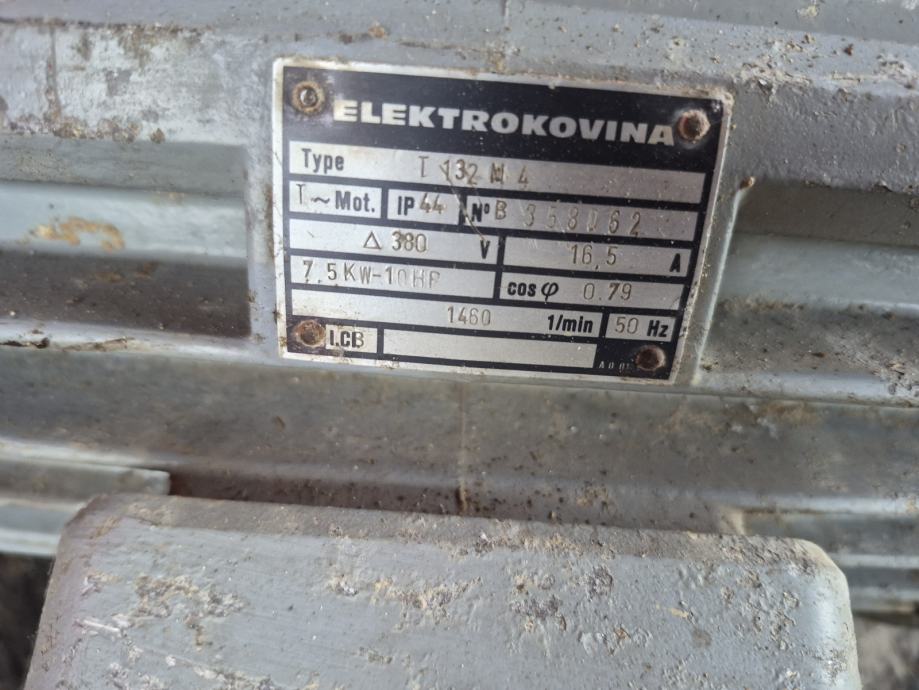 ELEKTROKOVINA
Type T 132 M 4
T ~ Mot. IP 44 Nº B 358062
△ 380 V 16,5 A
7,5 KW-10HP cos φ 0.79
1460 1/min 50 Hz
I.CB